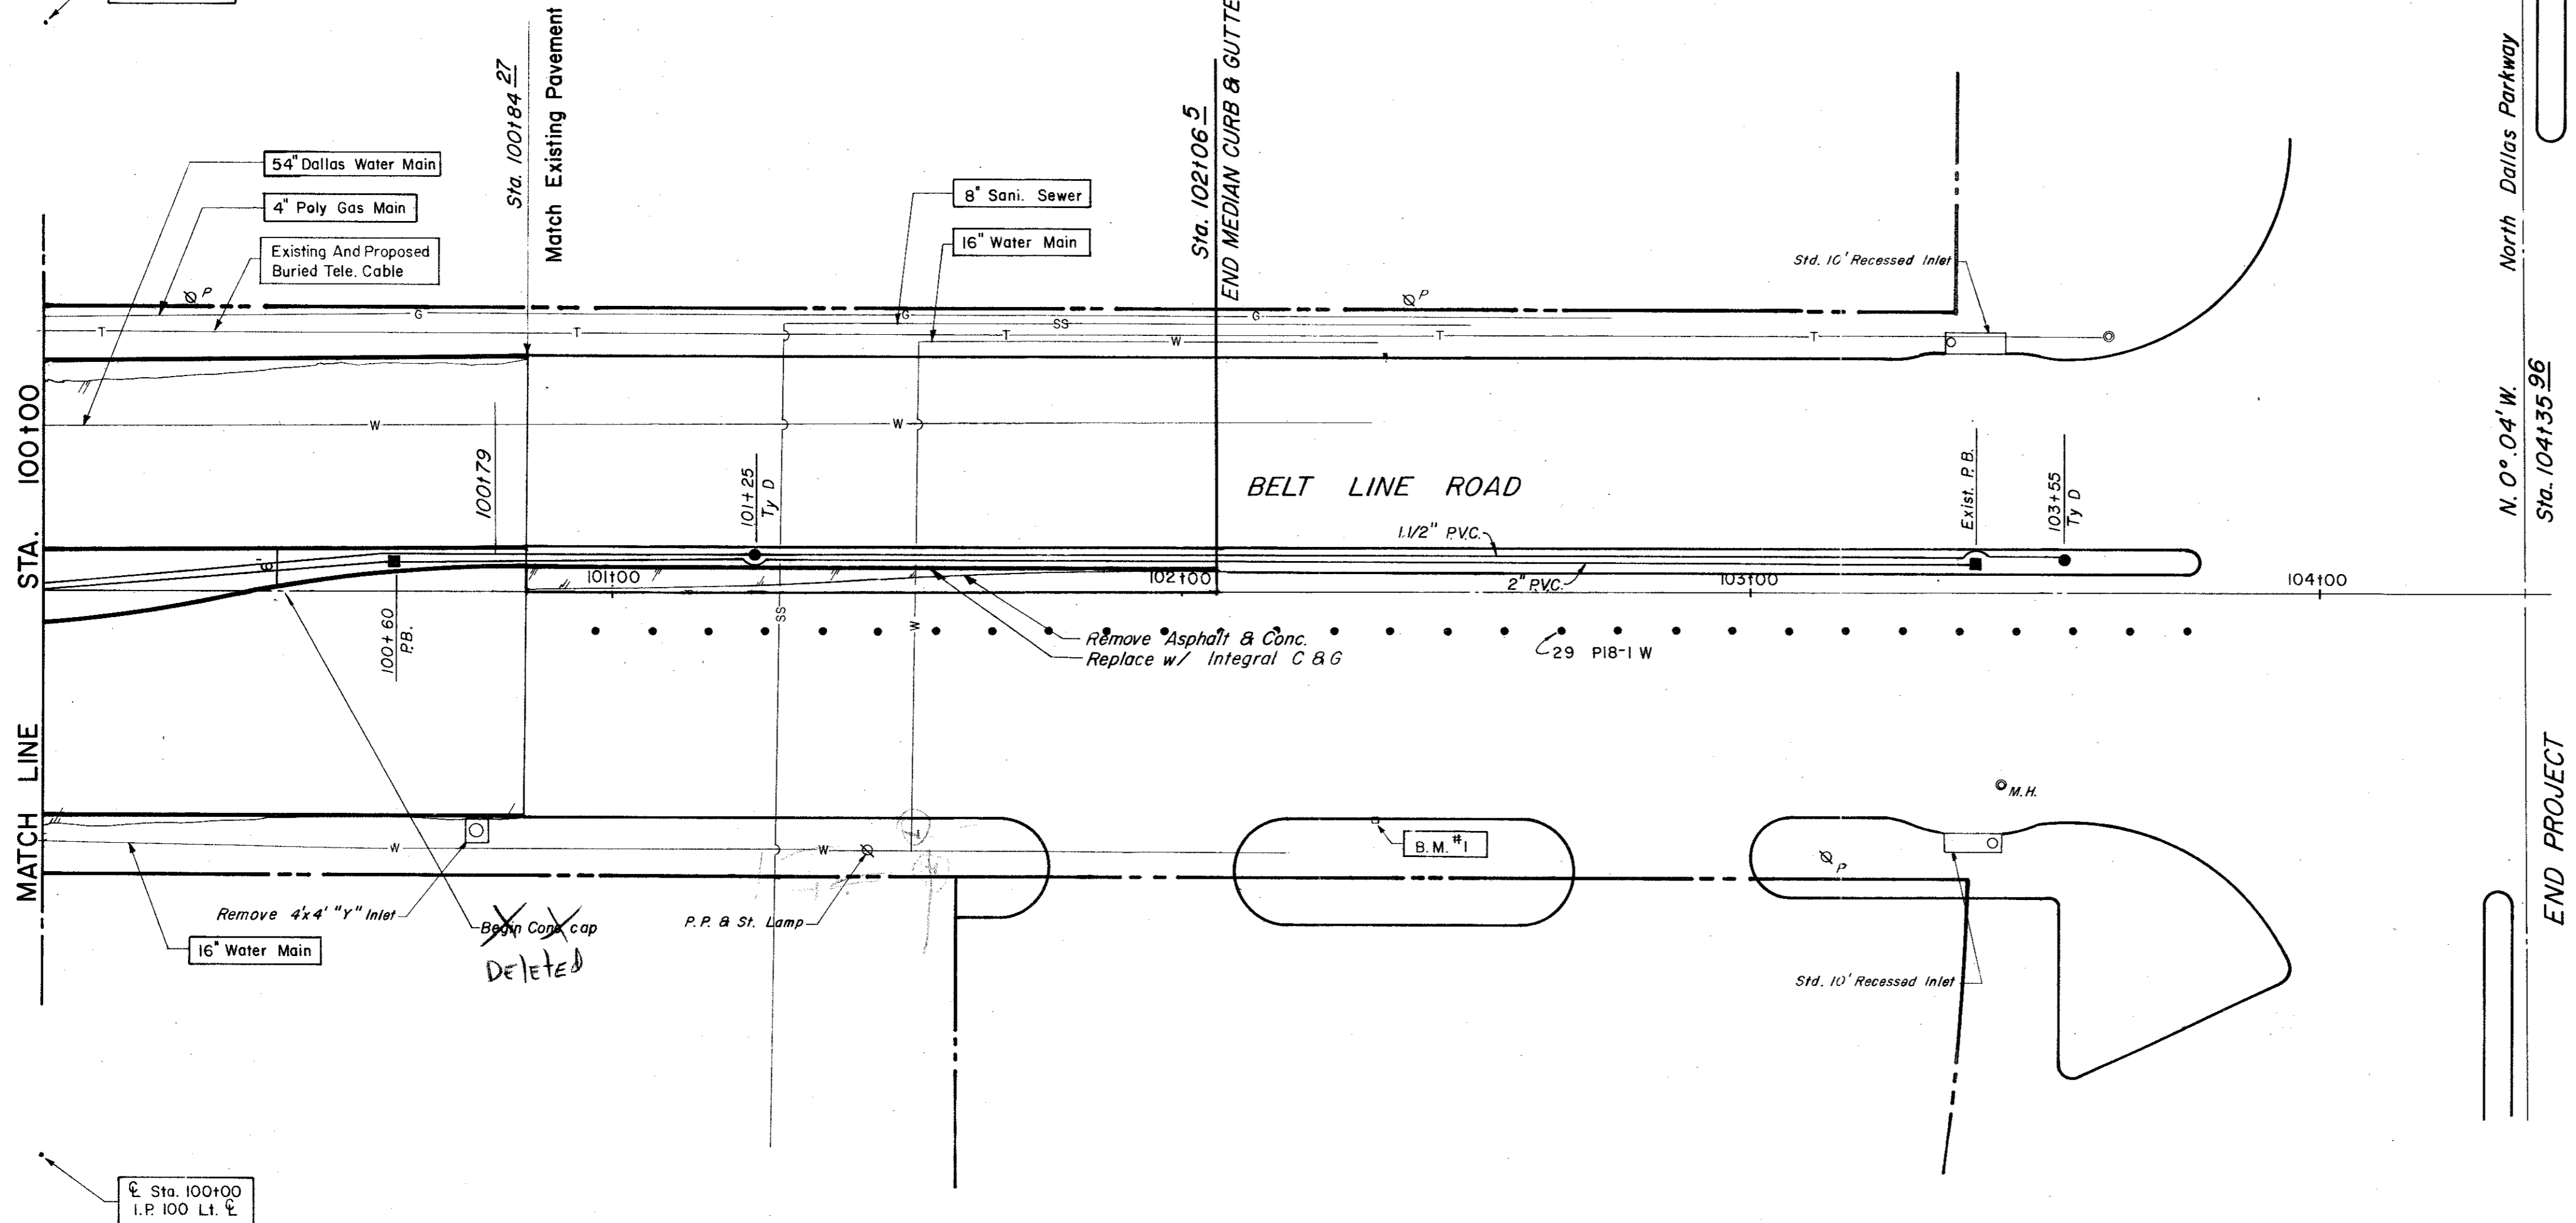 Sta. 100+84 27
Match Existing Pavement
Sta. 102+06 5
END MEDIAN CURB & GUTTE
North Dallas Parkway
54" Dallas Water Main
4" Poly Gas Main
Existing And Proposed
Buried Tele. Cable
8" Sani. Sewer
16" Water Main
Std. 10' Recessed Inlet
P
P
G
G
G
SS
T
T
T
T
T
W
W
W
N. 0°.04' W.
Sta. 104+35 96
MATCH LINE STA. 100+00
100+79
101+25
Ty D
BELT LINE ROAD
Exist. P.B.
103+55
Ty D
1.1/2" P.V.C.
2" P.V.C.
6'
101+00
102+00
103+00
104+00
100+60
P.B.
SS
W
Remove Asphalt & Conc.
Replace w/ Integral C & G
29 P18-1 W
END PROJECT
M.H.
B.M. #1
W
W
P
Remove 4'x4' "Y" Inlet
Begin Conc cap
DELETED
P.P. & St. Lamp
16" Water Main
Std. 10' Recessed Inlet
℄ Sta. 100+00
I.P. 100 Lt. ℄